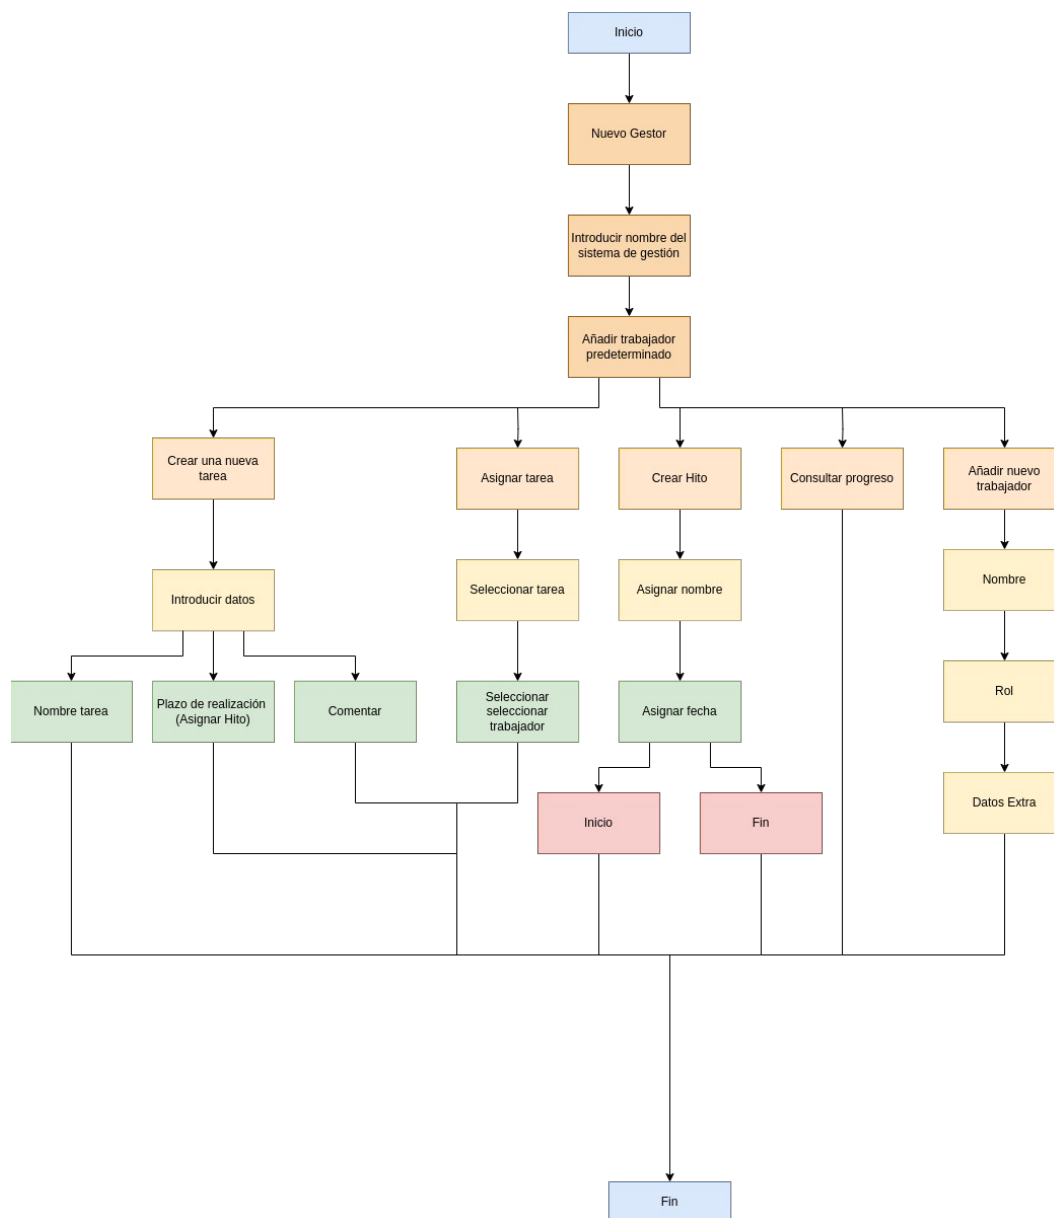 Inicio
Nuevo Gestor
Introducir nombre del
sistema de gestión
Añadir trabajador
predeterminado
Crear una nueva
tarea
Asignar tarea
Crear Hito
Consultar progreso
Añadir nuevo
trabajador
Introducir datos
Seleccionar tarea
Asignar nombre
Nombre
Nombre tarea
Plazo de realización
(Asignar Hito)
Comentar
Seleccionar
seleccionar
trabajador
Asignar fecha
Rol
Inicio
Fin
Datos Extra
Fin